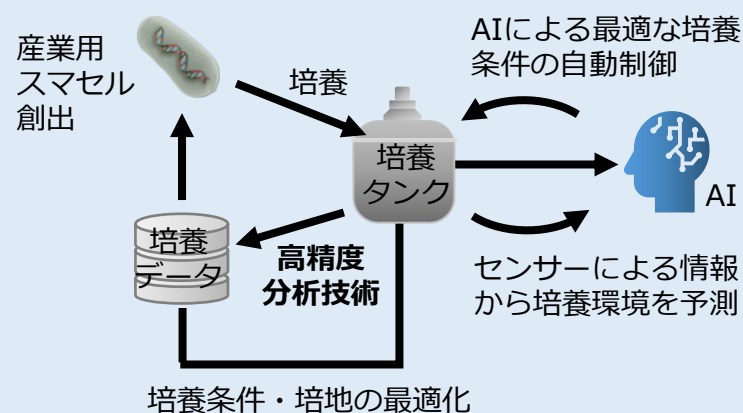 産業用
スマセル
創出
培養
AIによる最適な培養
条件の自動制御
培養
タンク
AI
培養
データ
高精度
分析技術
センサーによる情報
から培養環境を予測
培養条件・培地の最適化